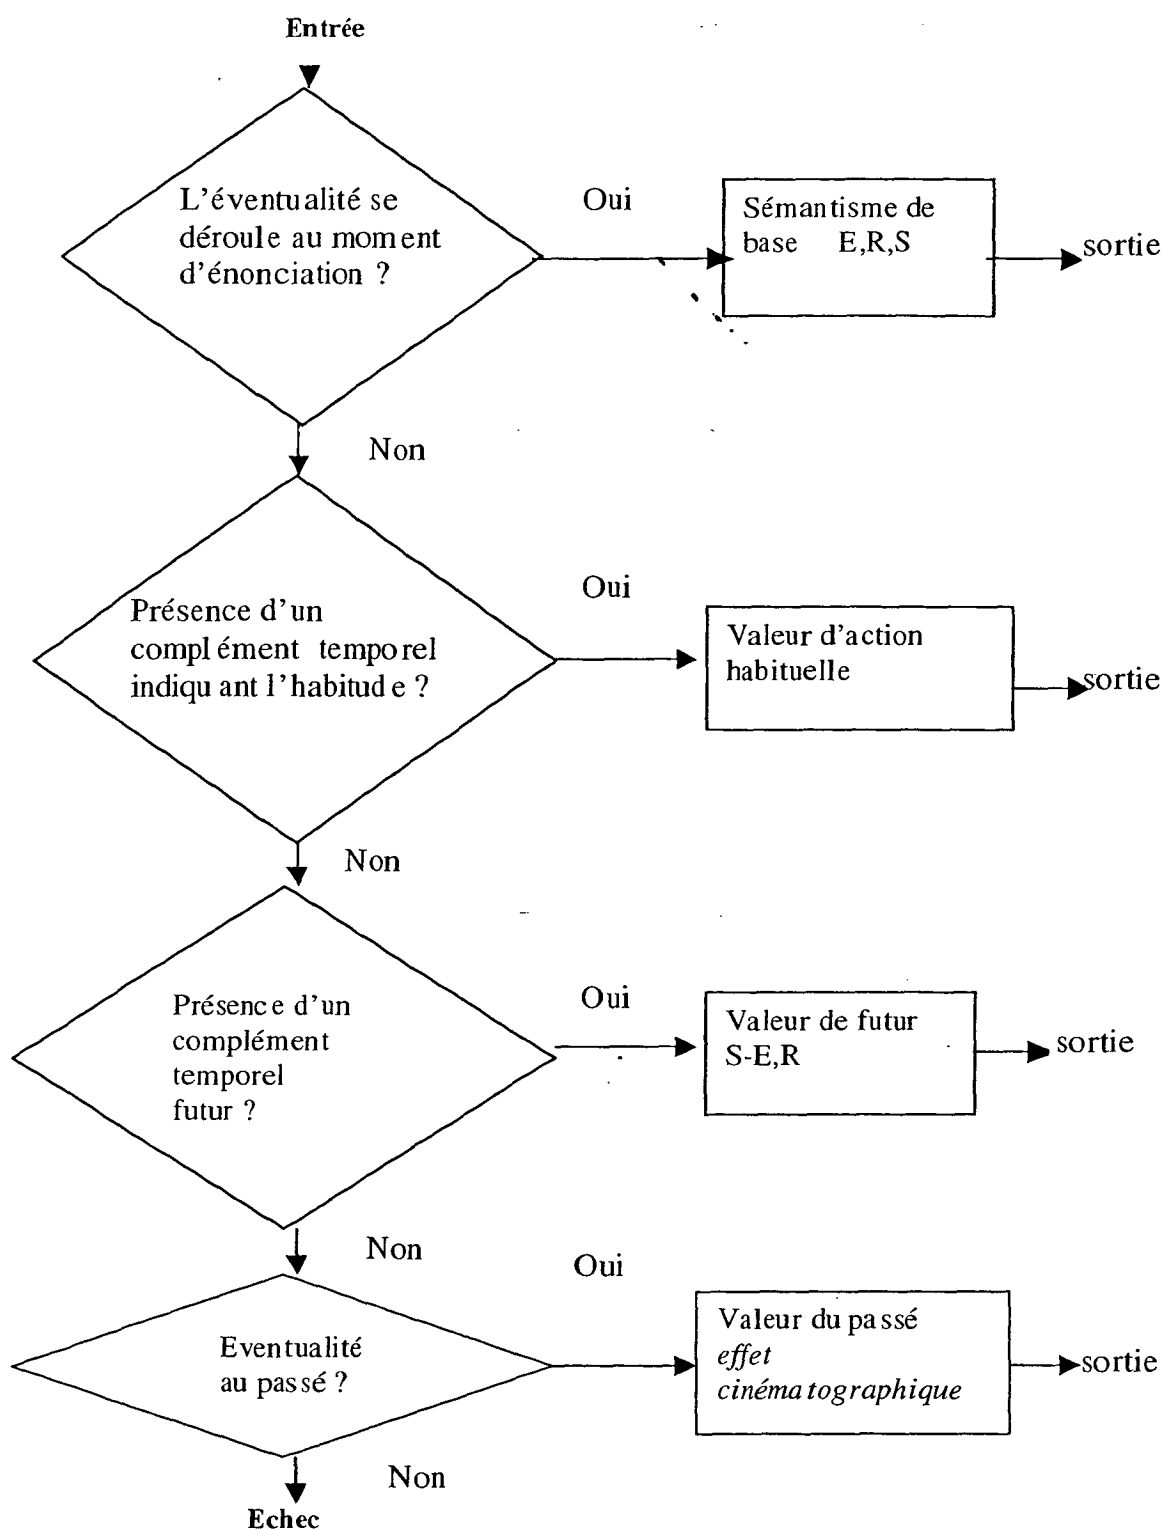 Entrée
L'éventualité se
déroule au moment
d'énonciation ?
Oui
Sémantisme de
base E,R,S
sortie
Non
Présence d'un
complément temporel
indiquant l'habitude ?
Oui
Valeur d'action
habituelle
sortie
Non
Présence d'un
complément
temporel
futur ?
Oui
Valeur de futur
S-E,R
sortie
Non
Eventualité
au passé ?
Oui
Valeur du passé
effet
cinématographique
sortie
Non
Echec